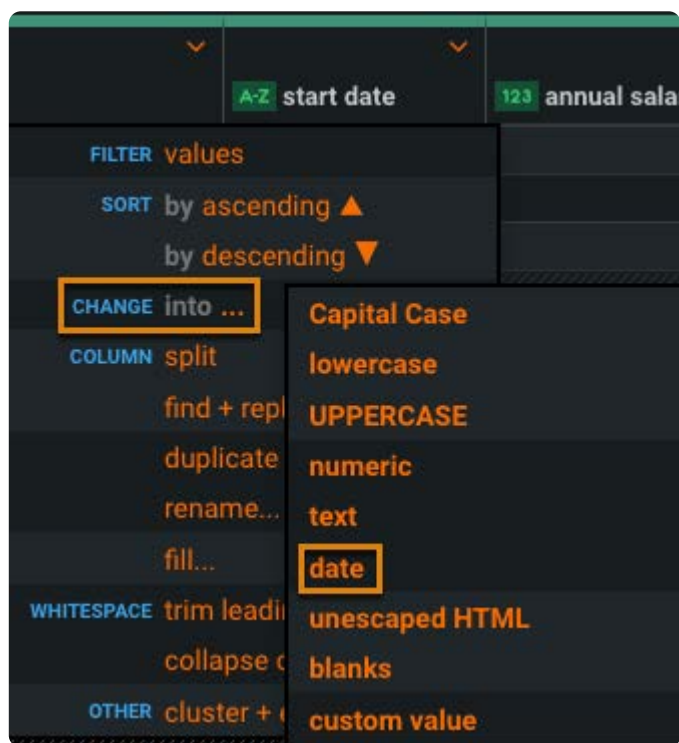 A-Z start date
123 annual sala
FILTER values
SORT by ascending ▲
by descending ▼
CHANGE into ...
COLUMN split
find + repl
duplicate
rename...
fill...
WHITESPACE trim leadi
collapse c
OTHER cluster +
Capital Case
lowercase
UPPERCASE
numeric
text
date
unescaped HTML
blanks
custom value